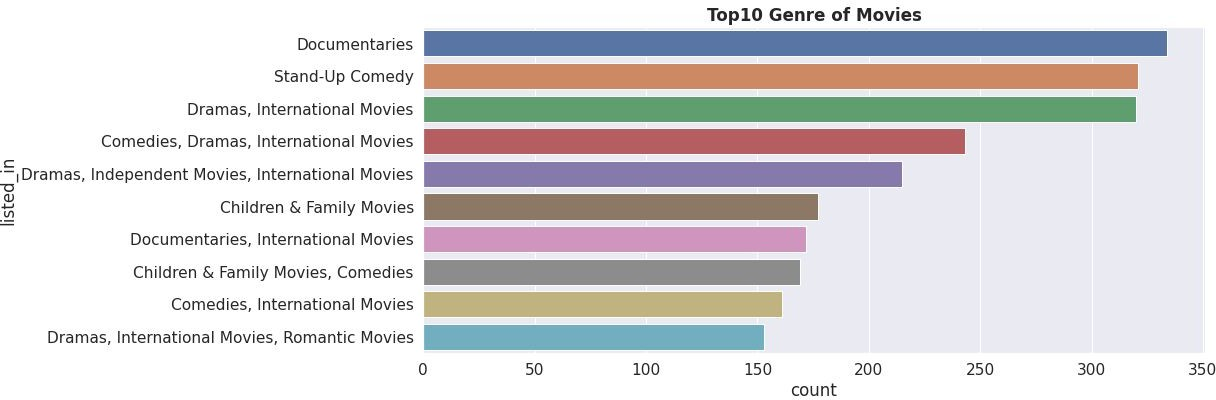 Top10 Genre of Movies
listed_in
Documentaries
Stand-Up Comedy
Dramas, International Movies
Comedies, Dramas, International Movies
Dramas, Independent Movies, International Movies
Children & Family Movies
Documentaries, International Movies
Children & Family Movies, Comedies
Comedies, International Movies
Dramas, International Movies, Romantic Movies
0 50 100 150 200 250 300 350
count